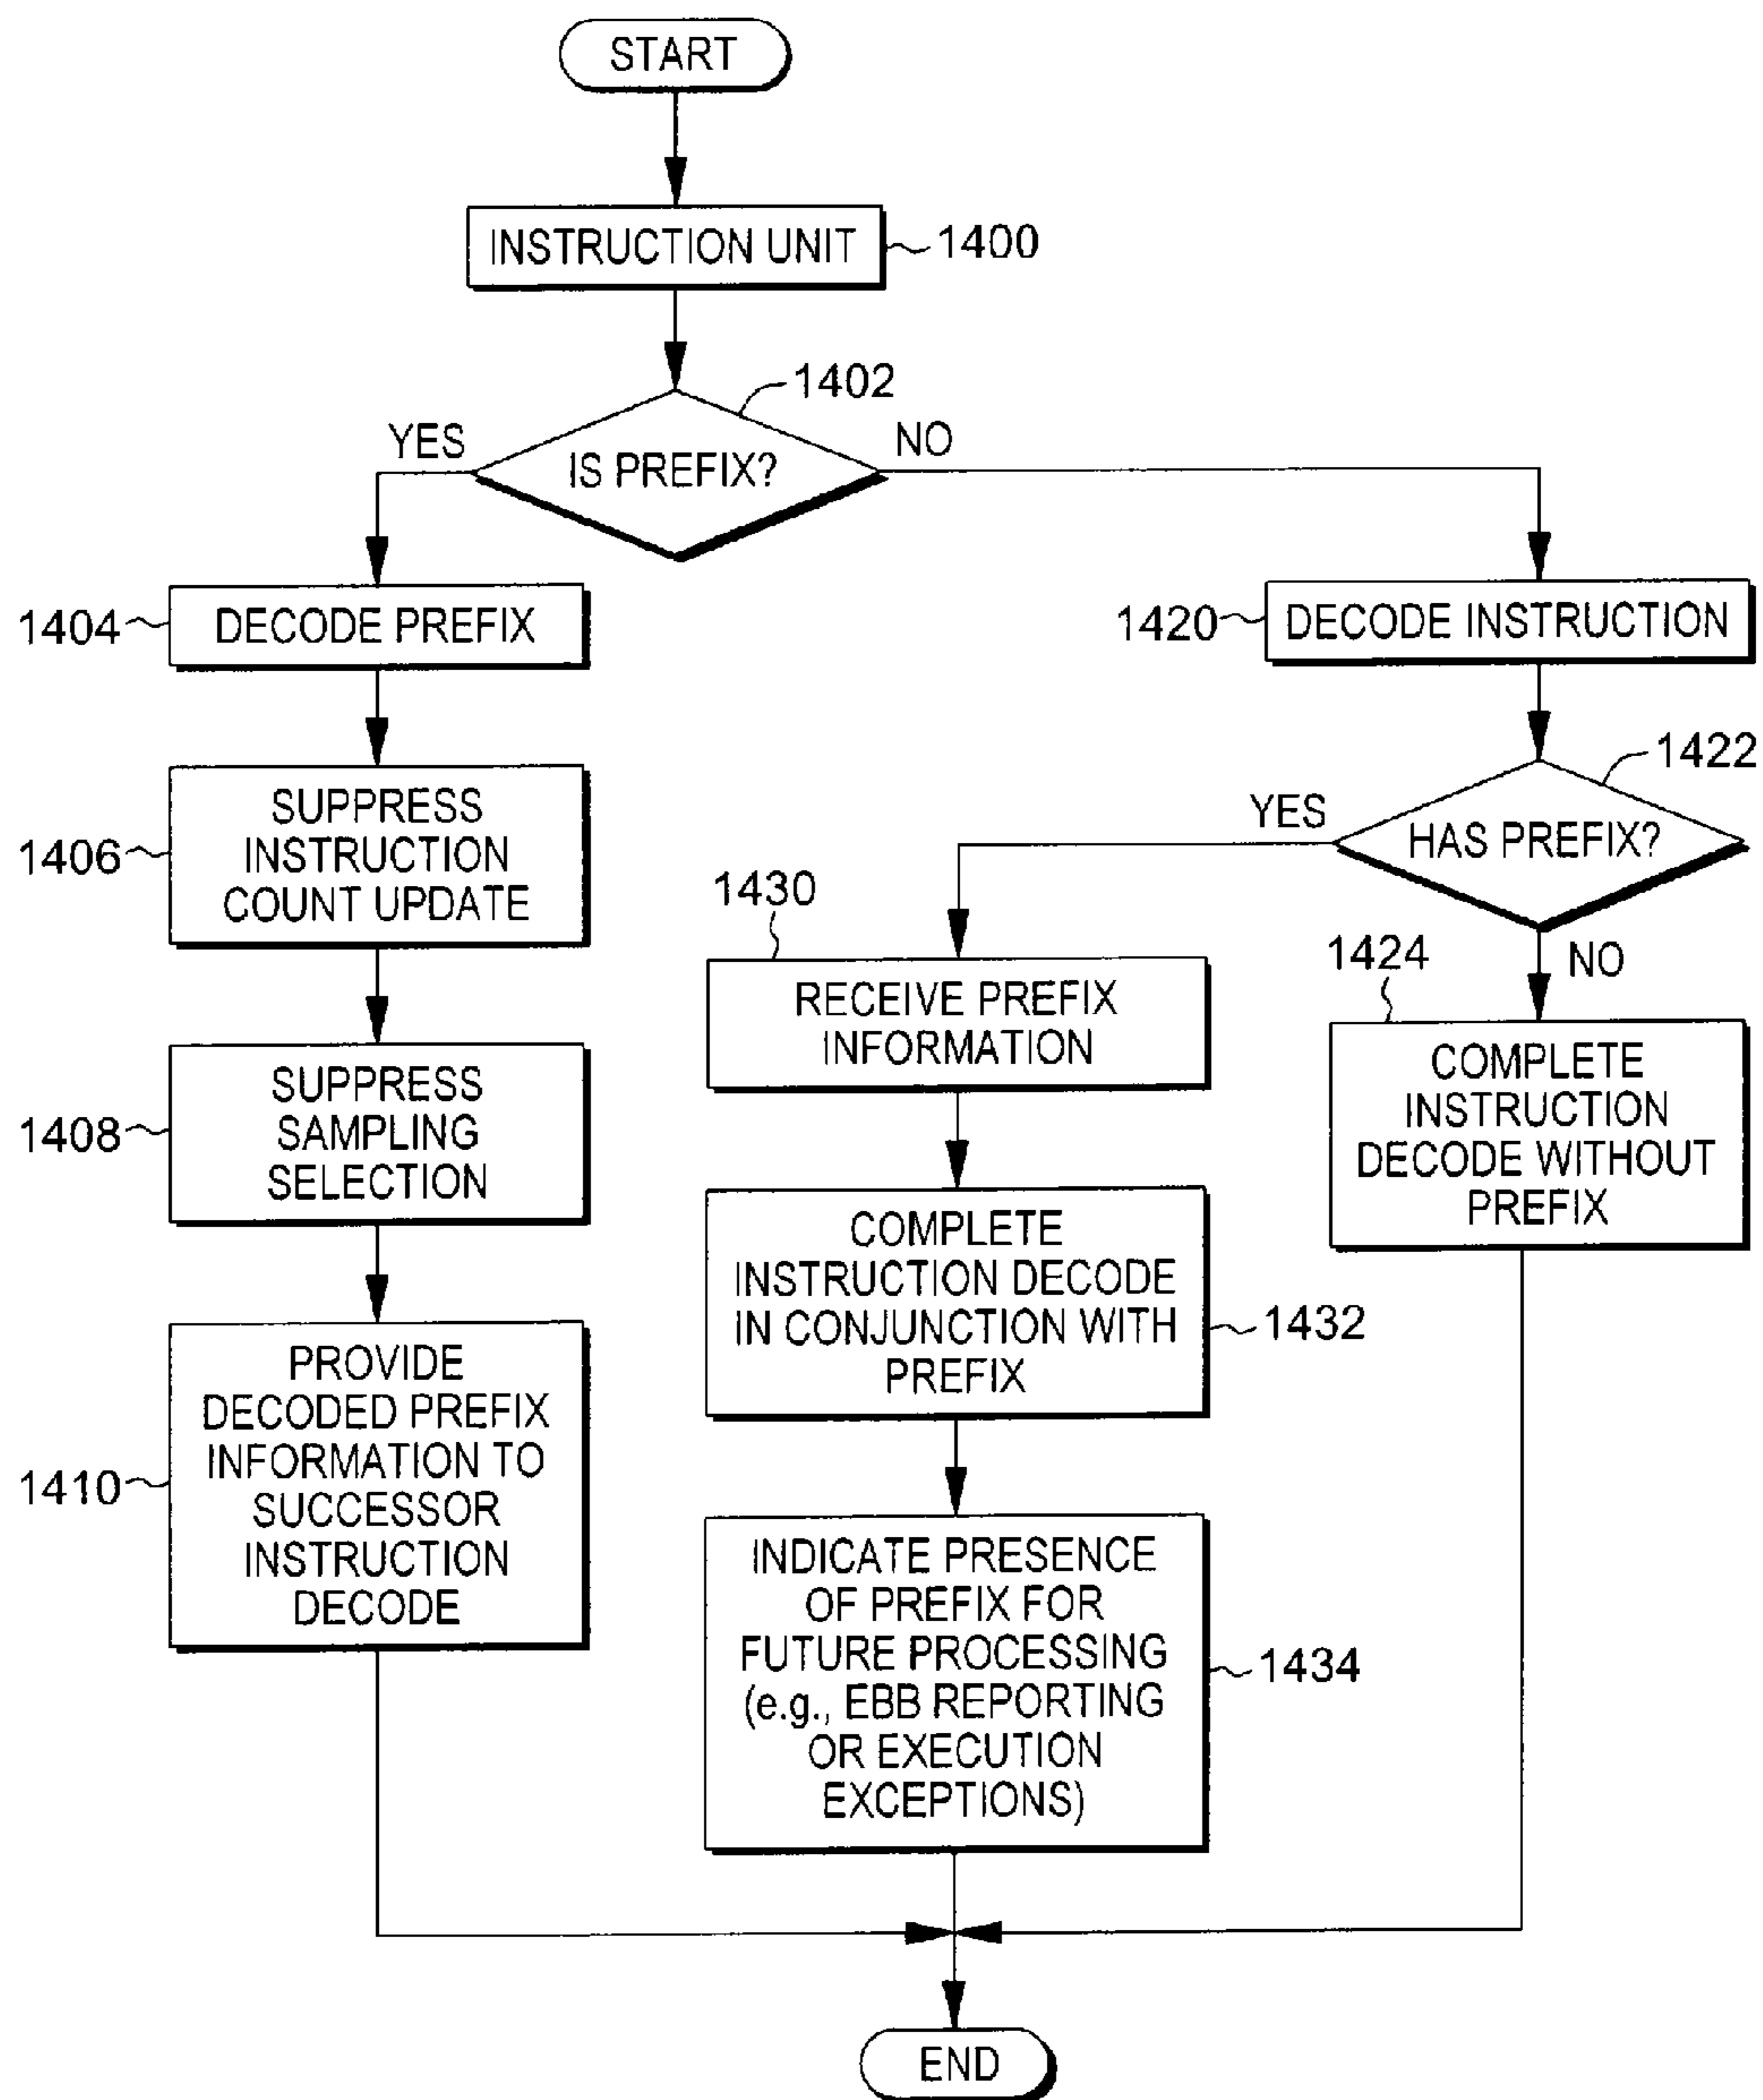 START
INSTRUCTION UNIT
1400
1402
YES
IS PREFIX?
NO
1404
DECODE PREFIX
1420
DECODE INSTRUCTION
1406
SUPPRESS
INSTRUCTION
COUNT UPDATE
1422
YES
HAS PREFIX?
NO
1430
RECEIVE PREFIX
INFORMATION
1424
COMPLETE
INSTRUCTION
DECODE WITHOUT
PREFIX
1408
SUPPRESS
SAMPLING
SELECTION
COMPLETE
INSTRUCTION DECODE
IN CONJUNCTION WITH
PREFIX
1432
1410
PROVIDE
DECODED PREFIX
INFORMATION TO
SUCCESSOR
INSTRUCTION
DECODE
INDICATE PRESENCE
OF PREFIX FOR
FUTURE PROCESSING
(e.g., EBB REPORTING
OR EXECUTION
EXCEPTIONS)
1434
END